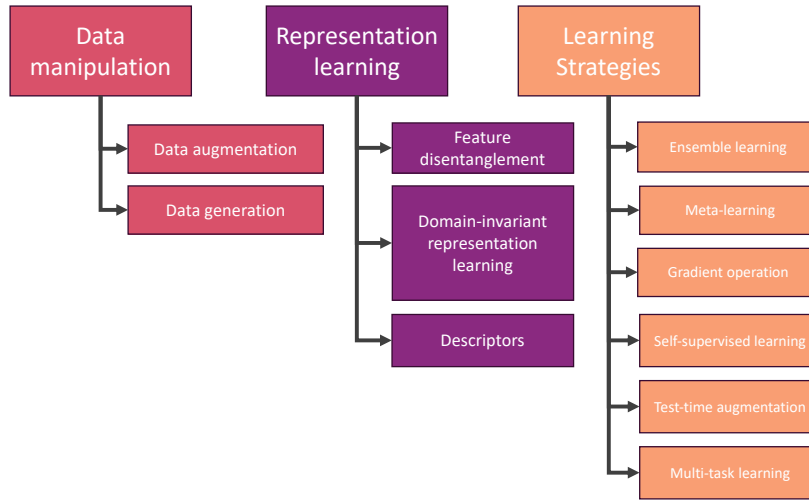 Data
manipulation
Data augmentation
Data generation
Representation
learning
Feature
disentanglement
Domain-invariant
representation
learning
Descriptors
Learning
Strategies
Ensemble learning
Meta-learning
Gradient operation
Self-supervised learning
Test-time augmentation
Multi-task learning